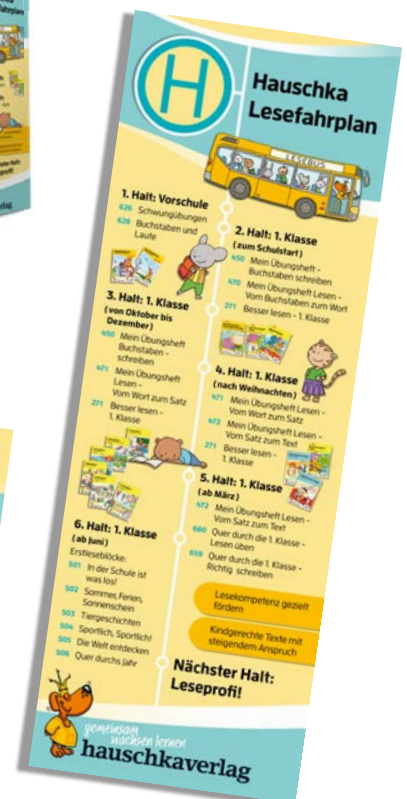 H
Hauschka
Lesefahrplan
LESEBUS
1. Halt: Vorschule
626 Schwungübungen
628 Buchstaben und
Laute
2. Halt: 1. Klasse
(zum Schulstart)
450 Mein Übungsheft -
Buchstaben schreiben
470 Mein Übungsheft Lesen -
Vom Buchstaben zum Wort
271 Besser lesen - 1. Klasse
3. Halt: 1. Klasse
(von Oktober bis
Dezember)
450 Mein Übungsheft
Buchstaben -
schreiben
471 Mein Übungsheft
Lesen -
Vom Wort zum Satz
271 Besser lesen -
1. Klasse
4. Halt: 1. Klasse
(nach Weihnachten)
471 Mein Übungsheft Lesen -
Vom Wort zum Satz
472 Mein Übungsheft Lesen -
Vom Satz zum Text
271 Besser lesen -
1. Klasse
5. Halt: 1. Klasse
(ab März)
472 Mein Übungsheft Lesen -
Vom Satz zum Text
660 Quer durch die 1. Klasse -
Lesen üben
659 Quer durch die 1. Klasse -
Richtig schreiben
6. Halt: 1. Klasse
(ab Juni)
Erstleseblöcke:
501 In der Schule ist
was los!
502 Sommer, Ferien,
Sonnenschein
503 Tiergeschichten
504 Sportlich, Sportlich!
505 Die Welt entdecken
506 Quer durchs Jahr
Lesekompetenz gezielt
fördern
Kindgerechte Texte mit
steigendem Anspruch
Nächster Halt:
Leseprofi!
gemeinsam
wachsen lernen
hauschkaverlag